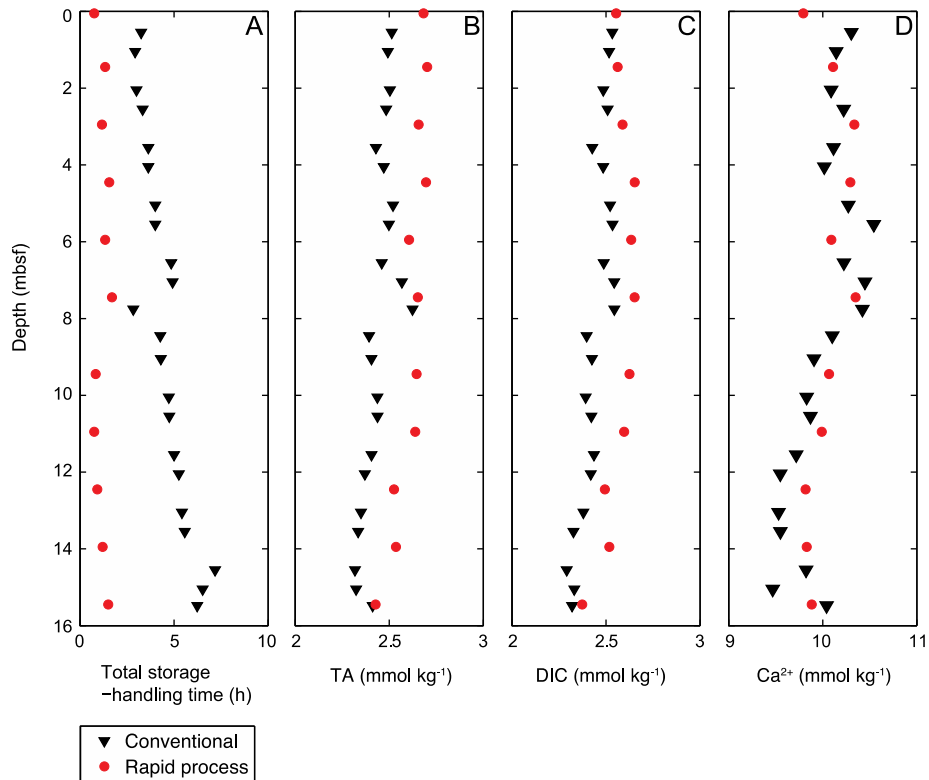 A
B
C
D
0
2
4
6
8
10
12
14
16
Depth (mbsf)
0 5 10
2 2.5 3
2 2.5 3
9 10 11
Total storage
−handling time (h)
TA (mmol kg⁻¹)
DIC (mmol kg⁻¹)
Ca²⁺ (mmol kg⁻¹)
Conventional
Rapid process